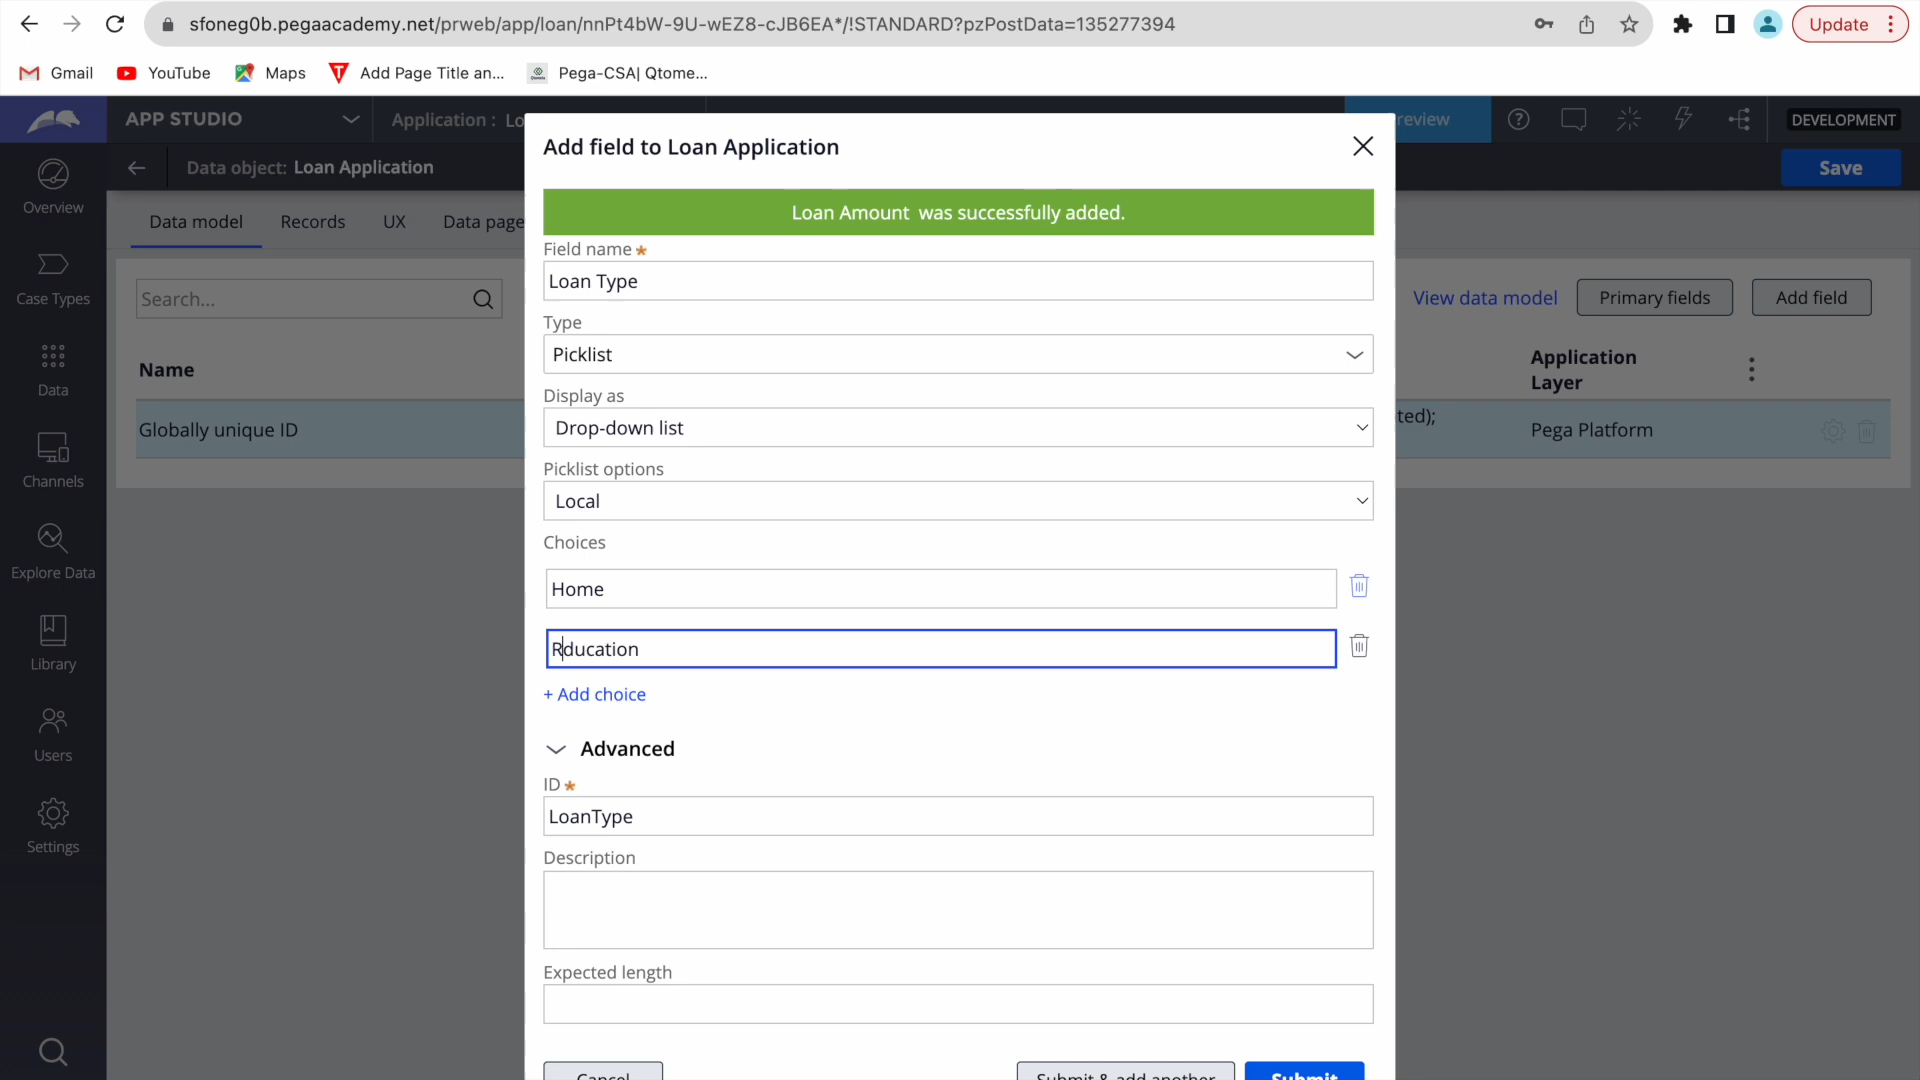 sfoneg0b.pegaacademy.net/prweb/app/loan/nnPt4bW-9U-wEZ8-cJB6EA*/!STANDARD?pzPostData=135277394
Update
Gmail
YouTube
Maps
Add Page Title an...
Pega-CSA| Qtome...
APP STUDIO
Application : Lo
review
DEVELOPMENT
Data object: Loan Application
Save
Overview
Case Types
Data
Channels
Explore Data
Library
Users
Settings
Data model
Records
UX
Data page
Search...
View data model
Primary fields
Add field
Name
Application
Layer
Globally unique ID
ted);
Pega Platform
Add field to Loan Application
Loan Amount was successfully added.
Field name
Loan Type
Type
Picklist
Display as
Drop-down list
Picklist options
Local
Choices
Home
Rducation
+ Add choice
Advanced
ID
LoanType
Description
Expected length
Cancel
Submit & add another
Submit